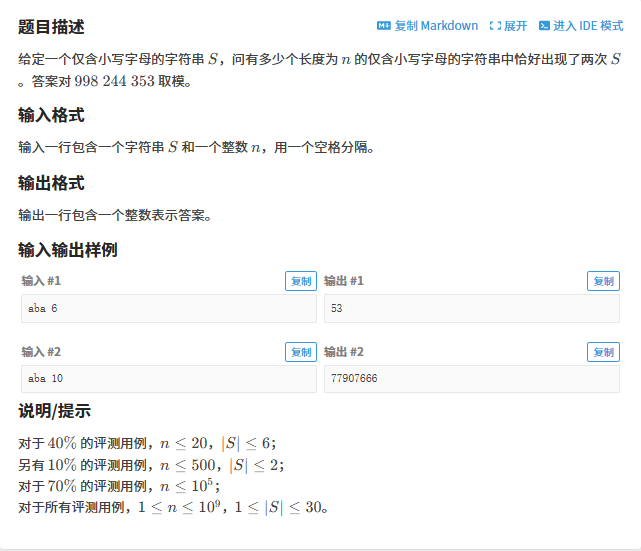 题目描述 复制 Markdown 展开 进入 IDE 模式
给定一个仅含小写字母的字符串 S，问有多少个长度为 n 的仅含小写字母的字符串中恰好出现了两次 S
。答案对 998 244 353 取模。
输入格式
输入一行包含一个字符串 S 和一个整数 n，用一个空格分隔。
输出格式
输出一行包含一个整数表示答案。
输入输出样例
输入 #1 复制 输出 #1 复制
aba 6 53
输入 #2 复制 输出 #2 复制
aba 10 77907666
说明/提示
对于 40% 的评测用例，n ≤ 20，|S| ≤ 6；
另有 10% 的评测用例，n ≤ 500，|S| ≤ 2；
对于 70% 的评测用例，n ≤ 10^5；
对于所有评测用例，1 ≤ n ≤ 10^9，1 ≤ |S| ≤ 30。